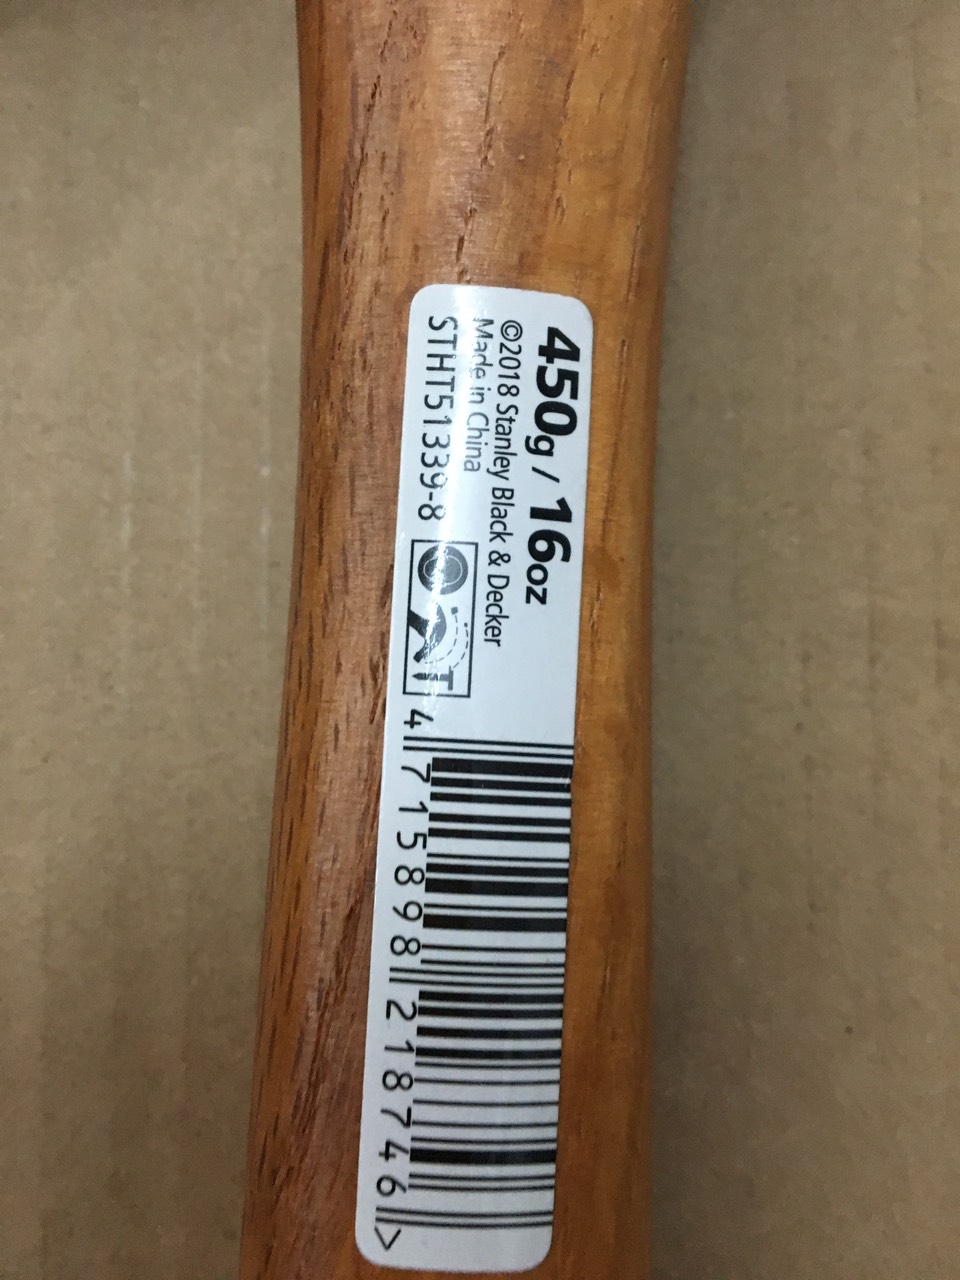 450g / 16oz
©2018 Stanley Black & Decker
Made in China
STHT51339-8
4 715898 218746 >